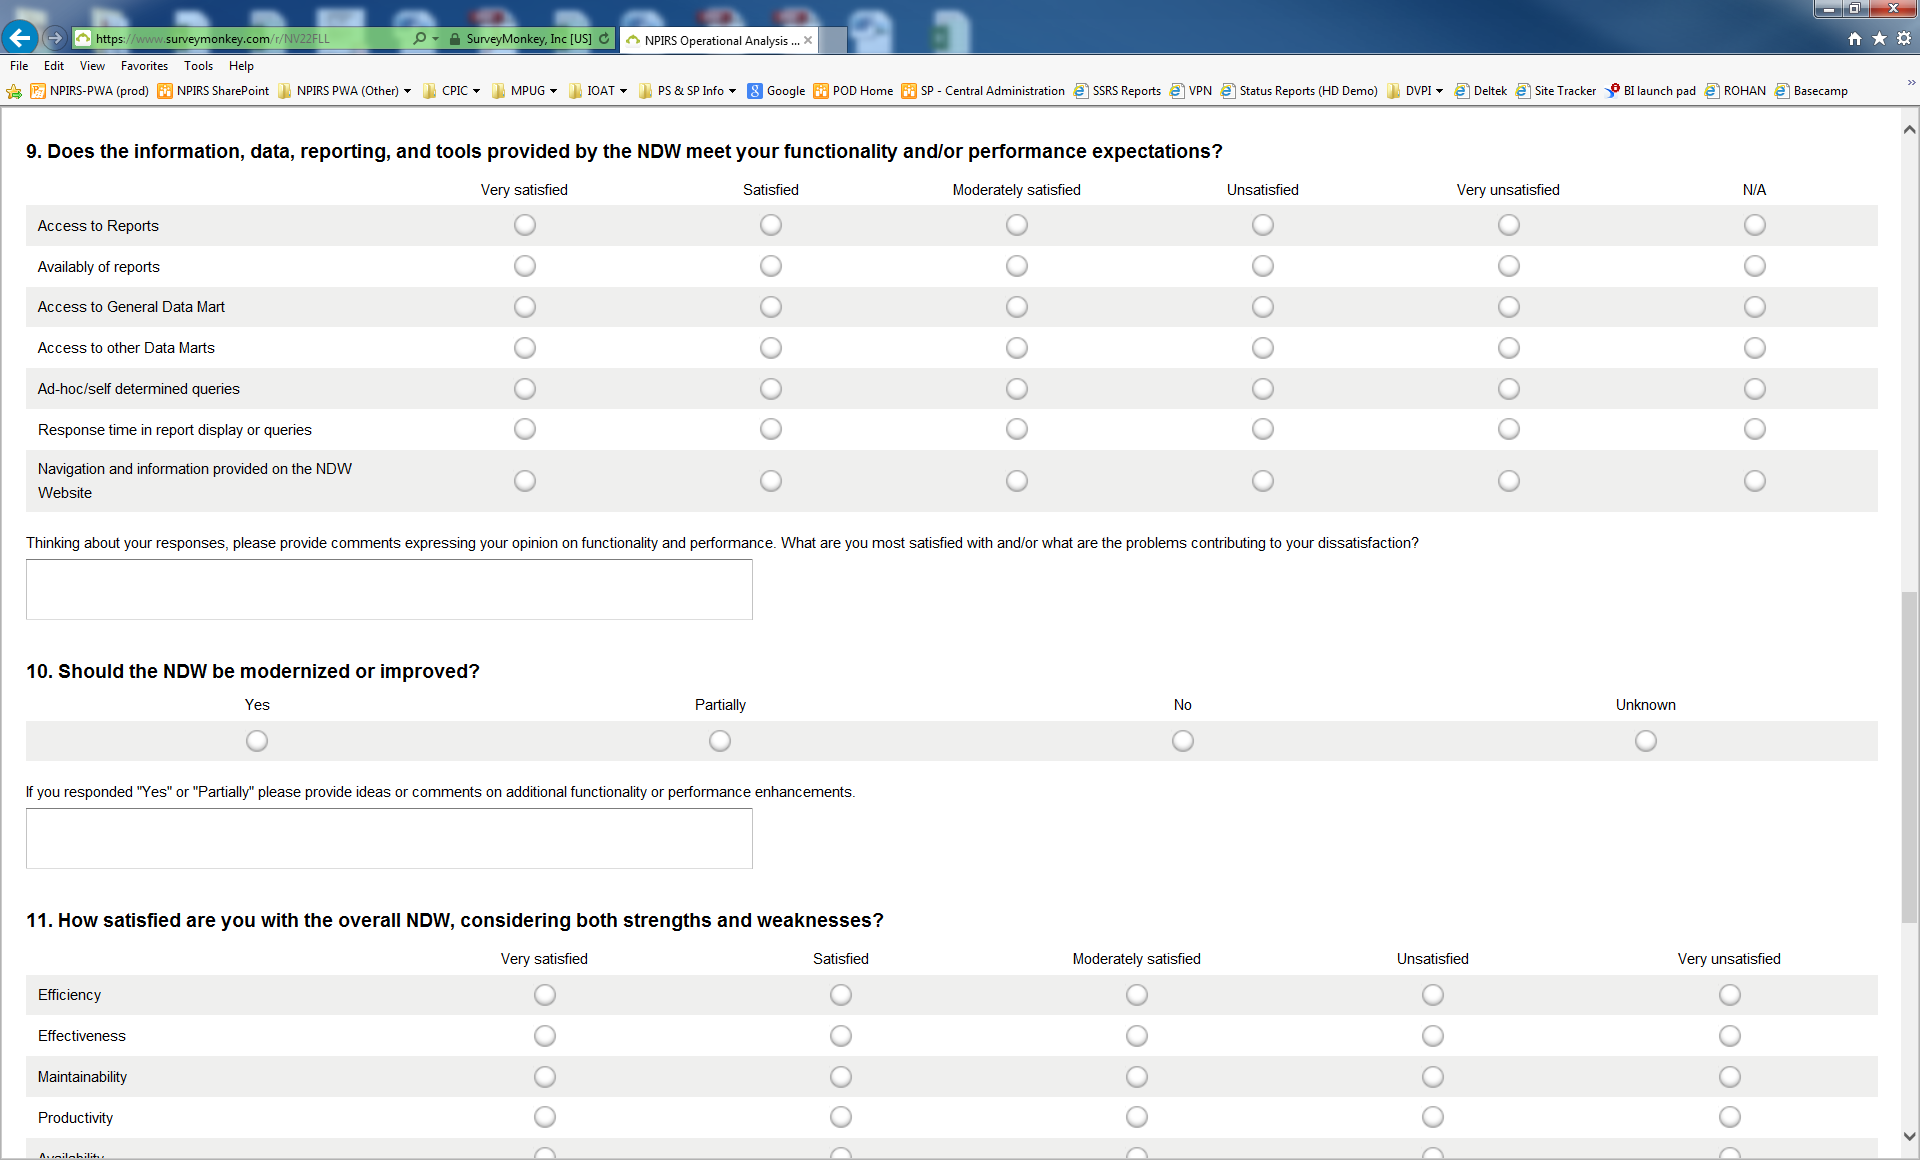 https://www.surveymonkey.com/r/NV22FLL SurveyMonkey, Inc [US] NPIRS Operational Analysis ...
File Edit View Favorites Tools Help
NPIRS-PWA (prod) NPIRS SharePoint NPIRS PWA (Other) CPIC MPUG IOAT PS & SP Info Google POD Home SP - Central Administration SSRS Reports VPN Status Reports (HD Demo) DVPI Deltek Site Tracker BI launch pad ROHAN Basecamp
9. Does the information, data, reporting, and tools provided by the NDW meet your functionality and/or performance expectations?
Very satisfied Satisfied Moderately satisfied Unsatisfied Very unsatisfied N/A
Access to Reports
Availably of reports
Access to General Data Mart
Access to other Data Marts
Ad-hoc/self determined queries
Response time in report display or queries
Navigation and information provided on the NDW
Website
Thinking about your responses, please provide comments expressing your opinion on functionality and performance. What are you most satisfied with and/or what are the problems contributing to your dissatisfaction?
10. Should the NDW be modernized or improved?
Yes Partially No Unknown
If you responded "Yes" or "Partially" please provide ideas or comments on additional functionality or performance enhancements.
11. How satisfied are you with the overall NDW, considering both strengths and weaknesses?
Very satisfied Satisfied Moderately satisfied Unsatisfied Very unsatisfied
Efficiency
Effectiveness
Maintainability
Productivity
Availability